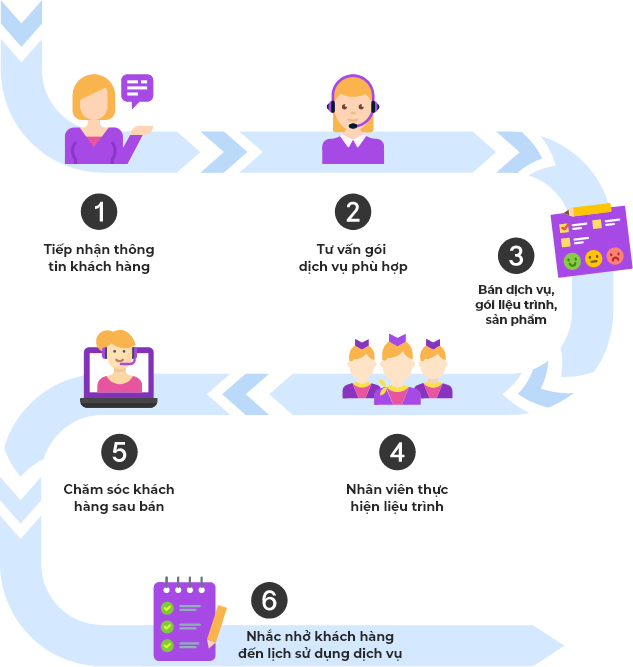 1
Tiếp nhận thông
tin khách hàng
2
Tư vấn gói
dịch vụ phù hợp
3
Bán dịch vụ,
gói liệu trình,
sản phẩm
4
Nhân viên thực
hiện liệu trình
5
Chăm sóc khách
hàng sau bán
6
Nhắc nhở khách hàng
đến lịch sử dụng dịch vụ